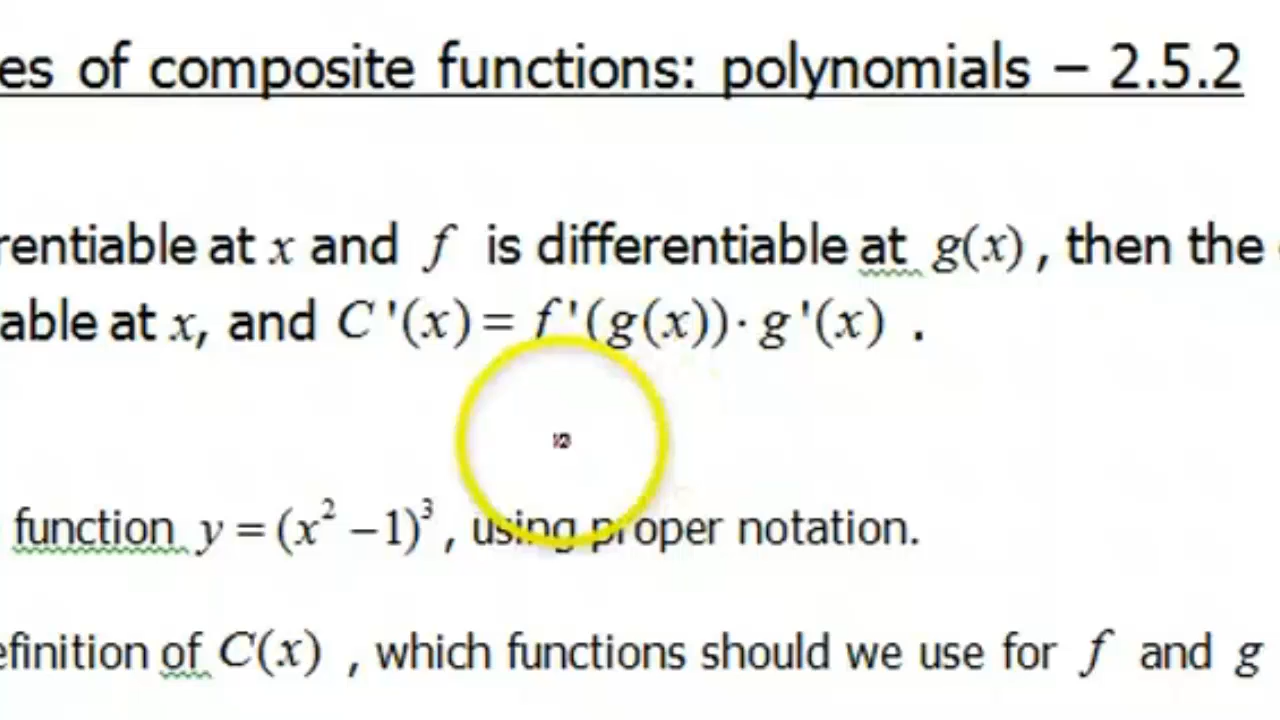 es of composite functions: polynomials – 2.5.2
rentiable at x and f is differentiable at g(x), then the
able at x, and C'(x) = f'(g(x))·g'(x) .
function y = (x² – 1)³, using proper notation.
efinition of C(x) , which functions should we use for f and g